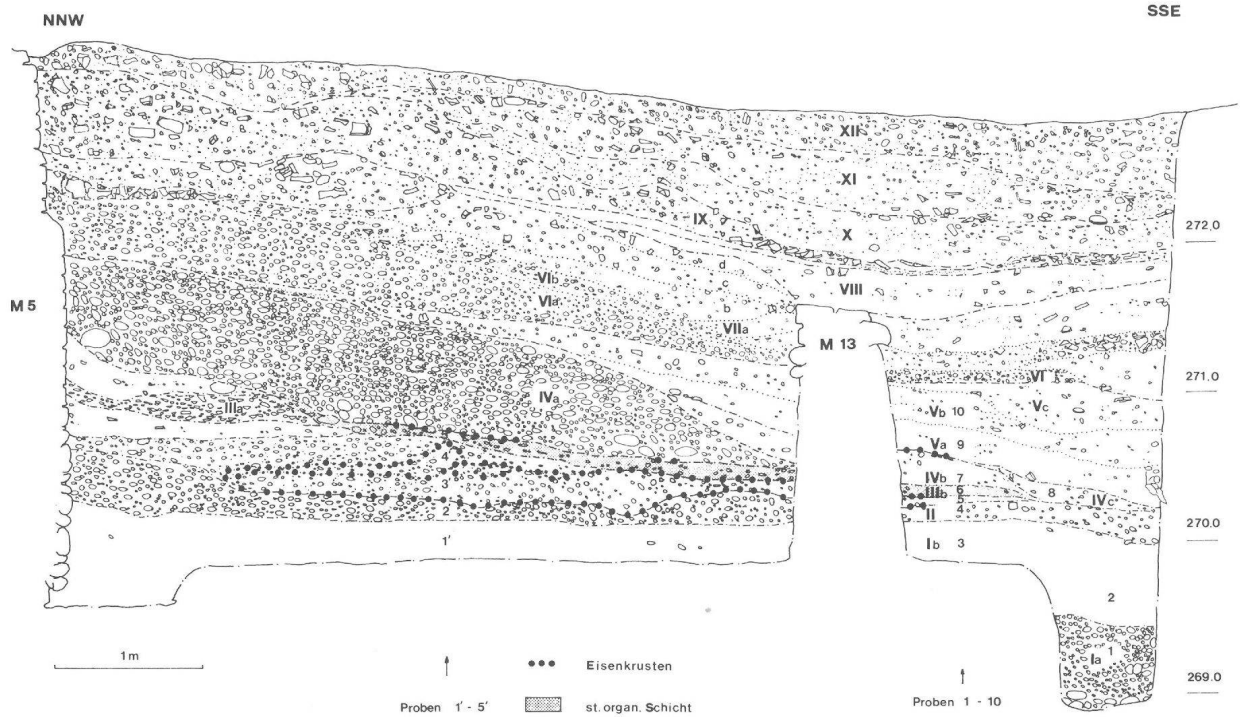 NNW
SSE
XII
XI
IX
X
272.0
d
VIb
c
VIII
VIa
b
M 5
VIIa
M 13
VI
271.0
IVa
IIIa
Vb 10
Vc
Va 9
4'
IVb 7
3
IIIb 6
8
5
IVc
2
II 4
270.0
1'
Ib 3
2
1
Ia
1m
Eisenkrusten
269.0
Proben 1' - 5'
st. organ. Schicht
Proben 1 - 10